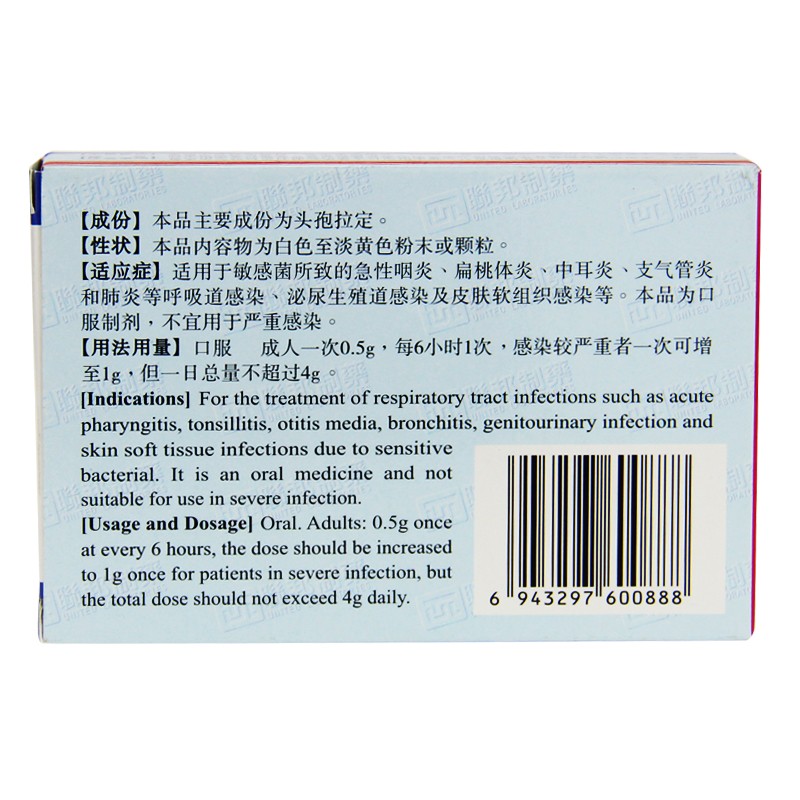 【成份】本品主要成份为头孢拉定。
【性状】本品内容物为白色至淡黄色粉末或颗粒。
【适应症】适用于敏感菌所致的急性咽炎、扁桃体炎、中耳炎、支气管炎
和肺炎等呼吸道感染、泌尿生殖道感染及皮肤软组织感染等。本品为口
服制剂，不宜用于严重感染。
【用法用量】口服 成人一次0.5g，每6小时1次，感染较严重者一次可增
至1g，但一日总量不超过4g。
[Indications] For the treatment of respiratory tract infections such as acute
pharyngitis, tonsillitis, otitis media, bronchitis, genitourinary infection and
skin soft tissue infections due to sensitive
bacterial. It is an oral medicine and not
suitable for use in severe infection.
[Usage and Dosage] Oral. Adults: 0.5g once
at every 6 hours, the dose should be increased
to 1g once for patients in severe infection, but
the total dose should not exceed 4g daily.
6 943297 600888
聯邦制藥
UNITED LABORATORIES